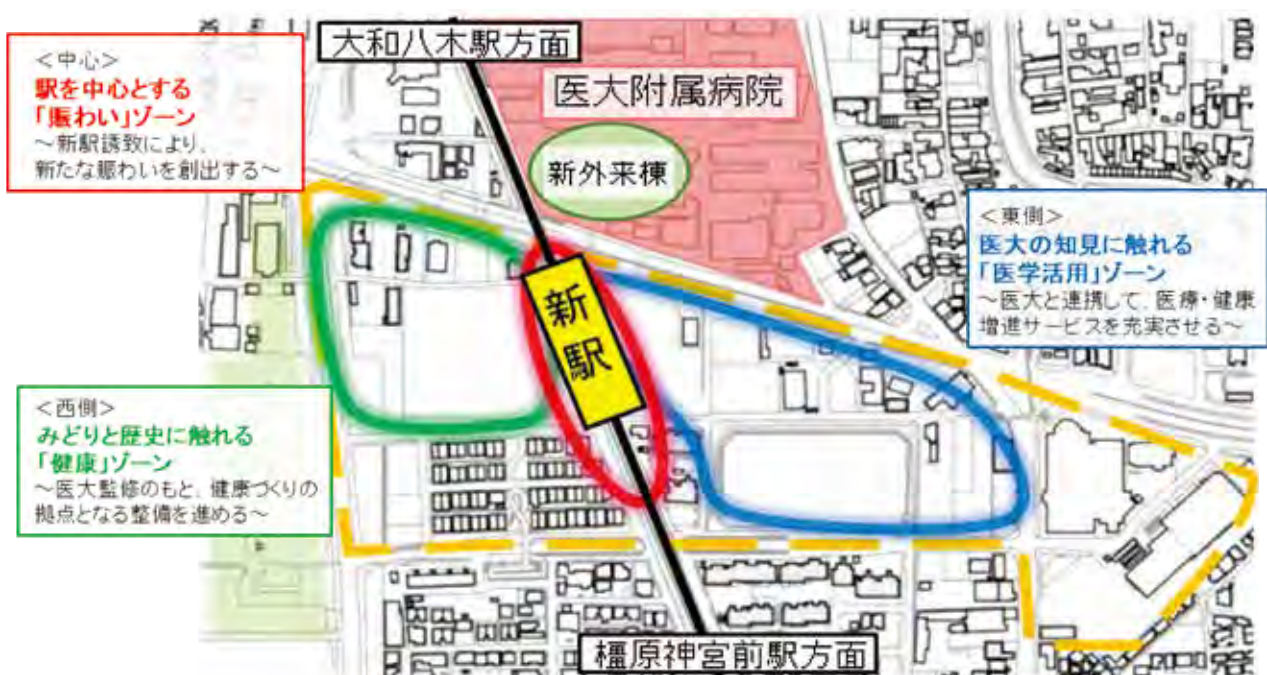 大和八木駅方面
＜中心＞
駅を中心とする
「賑わい」ゾーン
～新駅誘致により、
新たな賑わいを創出する～
医大附属病院
新外来棟
＜東側＞
医大の知見に触れる
「医学活用」ゾーン
～医大と連携して、医療・健康
増進サービスを充実させる～
新駅
＜西側＞
みどりと歴史に触れる
「健康」ゾーン
～医大監修のもと、健康づくりの
拠点となる整備を進める～
橿原神宮前駅方面